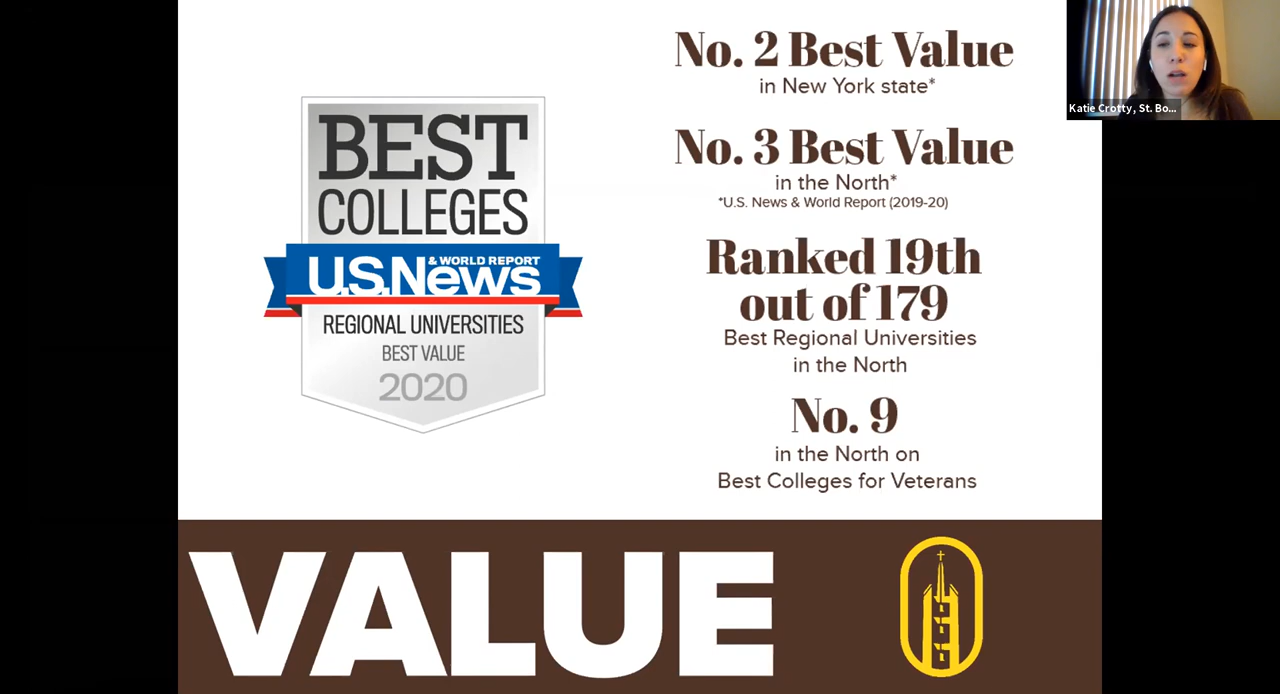 BEST
COLLEGES
U.S.News
& WORLD REPORT
REGIONAL UNIVERSITIES
BEST VALUE
2020
No. 2 Best Value
in New York state*
No. 3 Best Value
in the North*
*U.S. News & World Report (2019-20)
Ranked 19th
out of 179
Best Regional Universities
in the North
No. 9
in the North on
Best Colleges for Veterans
VALUE
Katie Crotty, St. Bo...